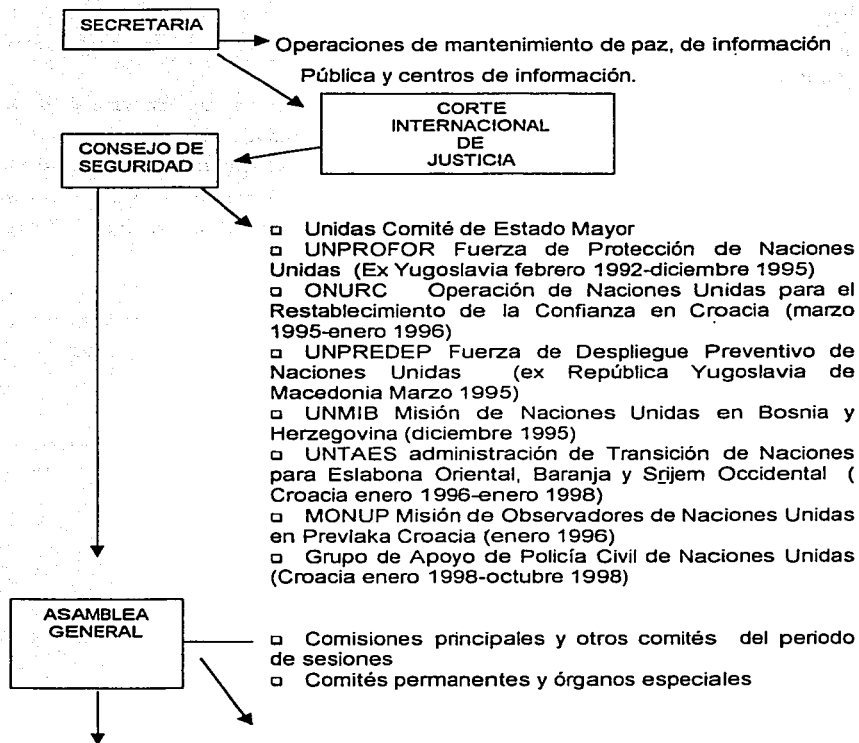 SECRETARIA
Operaciones de mantenimiento de paz, de información
Pública y centros de información.
CORTE
INTERNACIONAL
DE
JUSTICIA
CONSEJO DE
SEGURIDAD
▫ Unidas Comité de Estado Mayor
▫ UNPROFOR Fuerza de Protección de Naciones
Unidas (Ex Yugoslavia febrero 1992-diciembre 1995)
▫ ONURC Operación de Naciones Unidas para el
Restablecimiento de la Confianza en Croacia (marzo
1995-enero 1996)
▫ UNPREDEP Fuerza de Despliegue Preventivo de
Naciones Unidas (ex República Yugoslavia de
Macedonia Marzo 1995)
▫ UNMIB Misión de Naciones Unidas en Bosnia y
Herzegovina (diciembre 1995)
▫ UNTAES administración de Transición de Naciones
para Eslabona Oriental, Baranja y Srijem Occidental (
Croacia enero 1996-enero 1998)
▫ MONUP Misión de Observadores de Naciones Unidas
en Prevlaka Croacia (enero 1996)
▫ Grupo de Apoyo de Policía Civil de Naciones Unidas
(Croacia enero 1998-octubre 1998)
ASAMBLEA
GENERAL
▫ Comisiones principales y otros comités del periodo
de sesiones
▫ Comités permanentes y órganos especiales